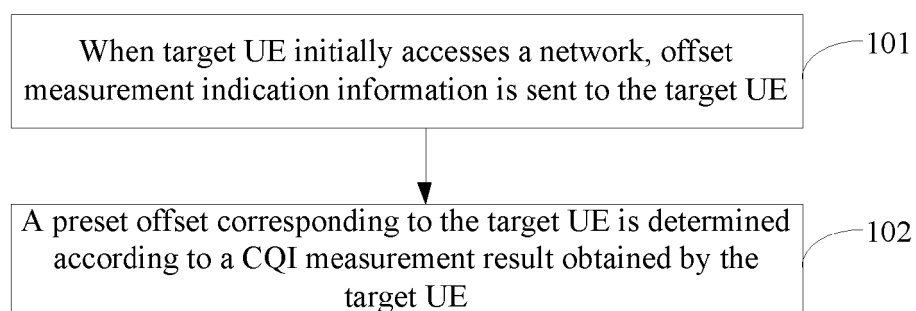 When target UE initially accesses a network, offset
measurement indication information is sent to the target UE
101
A preset offset corresponding to the target UE is determined
according to a CQI measurement result obtained by the
target UE
102